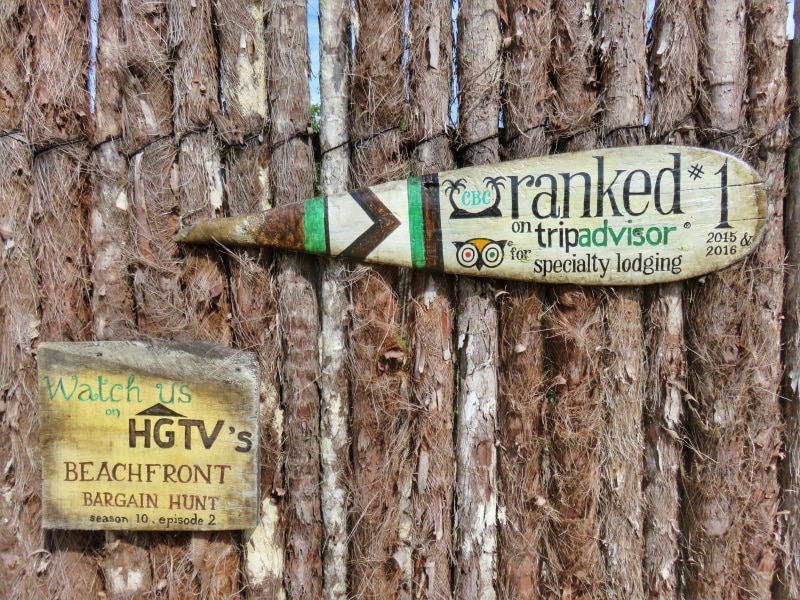 CBC ranked #1
on tripadvisor®
2015 &
2016
for specialty lodging
Watch us
on
HGTV's
BEACHFRONT
BARGAIN HUNT
season 10. episode 2